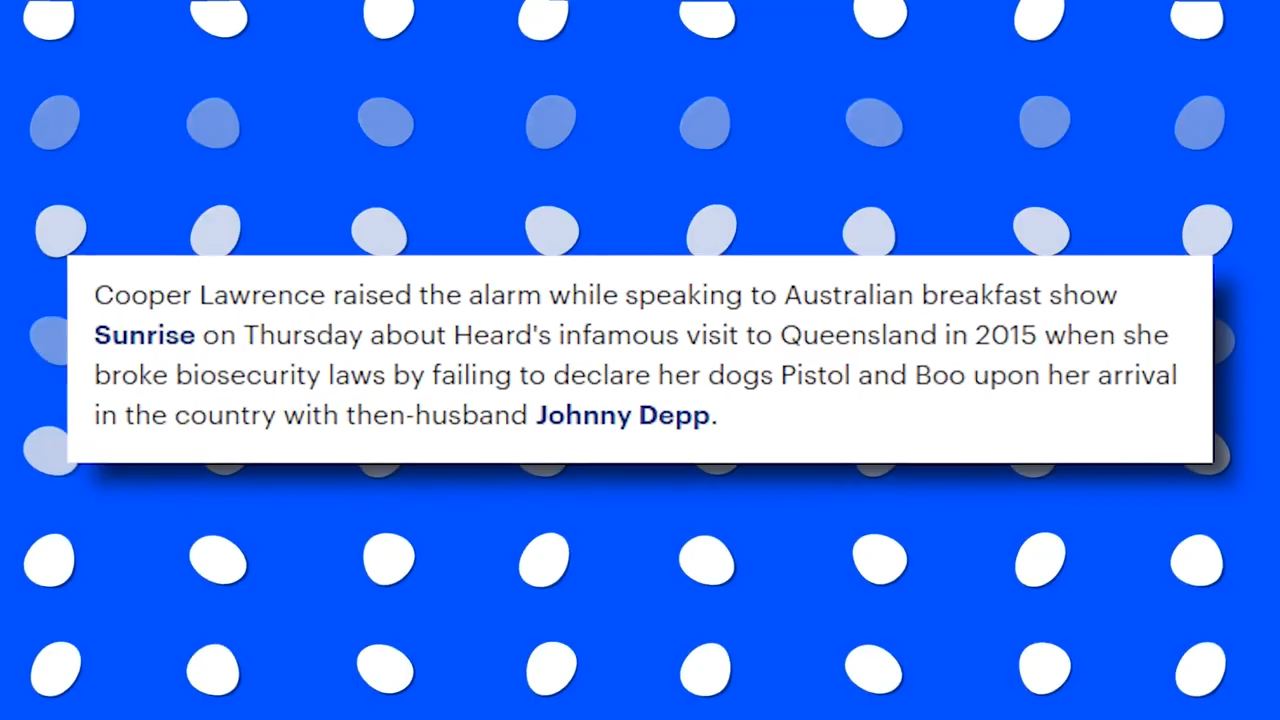 Cooper Lawrence raised the alarm while speaking to Australian breakfast show
Sunrise on Thursday about Heard's infamous visit to Queensland in 2015 when she
broke biosecurity laws by failing to declare her dogs Pistol and Boo upon her arrival
in the country with then-husband Johnny Depp.